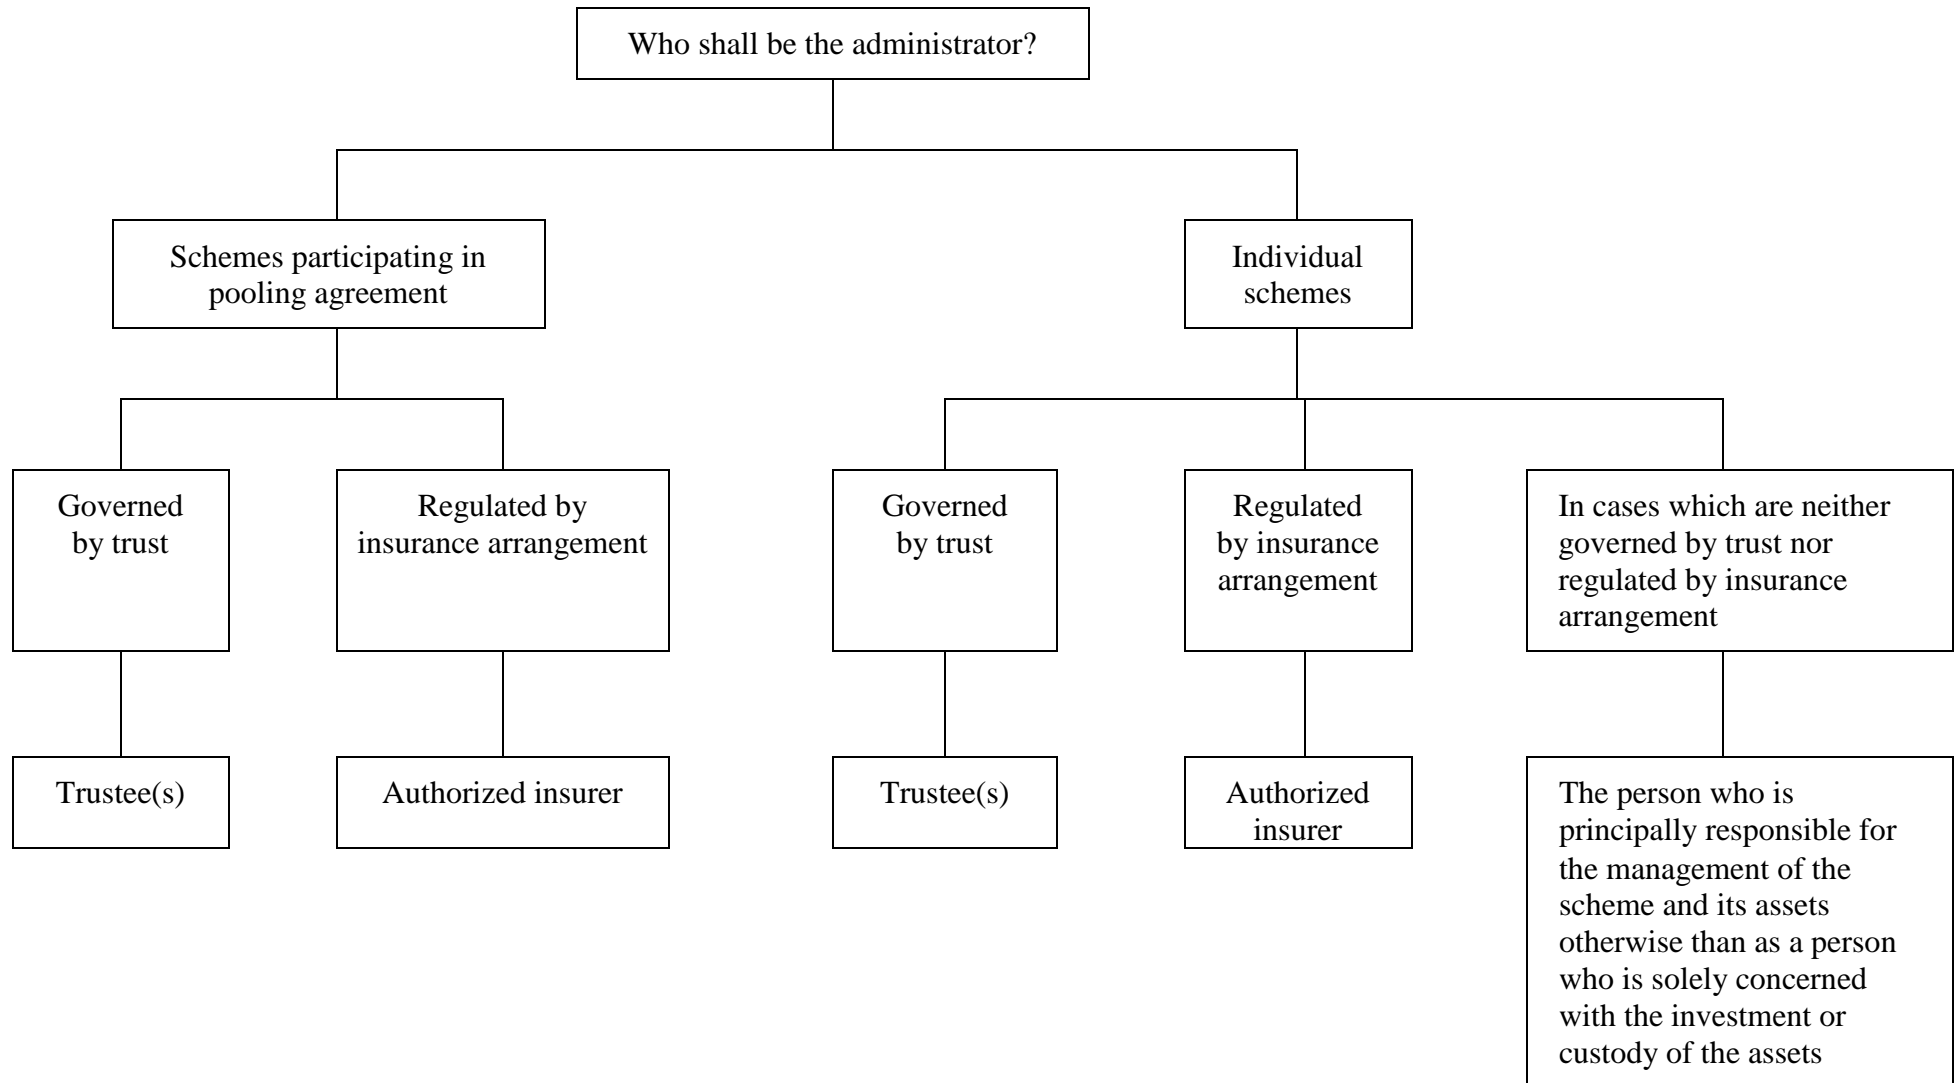 Who shall be the administrator?
Schemes participating in
pooling agreement
Individual
schemes
Governed
by trust
Regulated by
insurance arrangement
Governed
by trust
Regulated
by insurance
arrangement
In cases which are neither
governed by trust nor
regulated by insurance
arrangement
Trustee(s)
Authorized insurer
Trustee(s)
Authorized
insurer
The person who is
principally responsible for
the management of the
scheme and its assets
otherwise than as a person
who is solely concerned
with the investment or
custody of the assets